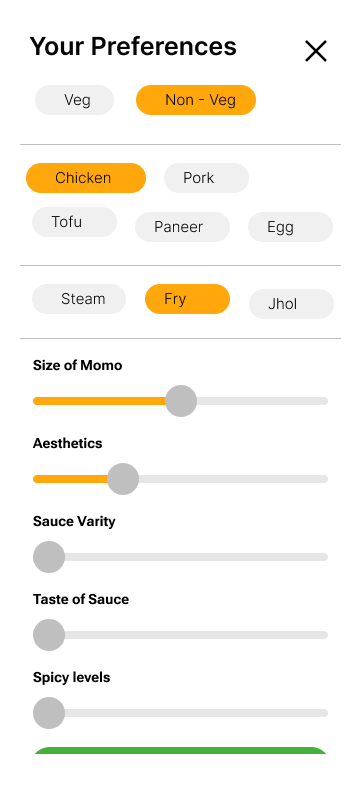 Your Preferences
Veg Non - Veg
Chicken Pork
Tofu Paneer Egg
Steam Fry Jhol
Size of Momo
Aesthetics
Sauce Varity
Taste of Sauce
Spicy levels